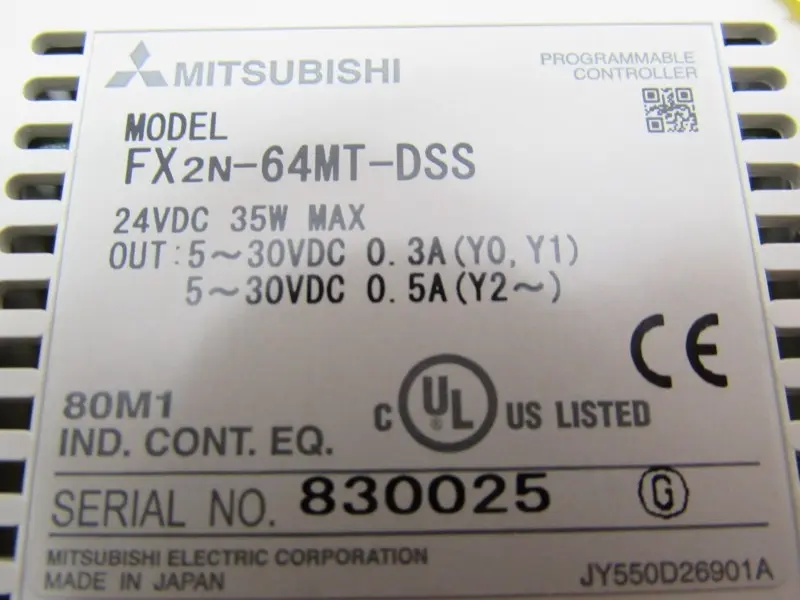 MITSUBISHI
PROGRAMMABLE
CONTROLLER
MODEL
FX2N-64MT-DSS
24VDC 35W MAX
OUT:5~30VDC 0.3A(Y0,Y1)
5~30VDC 0.5A(Y2~)
CE
80M1
IND. CONT. EQ.
C UL US LISTED
®
SERIAL NO. 830025 G
MITSUBISHI ELECTRIC CORPORATION
MADE IN JAPAN
JY550D26901A